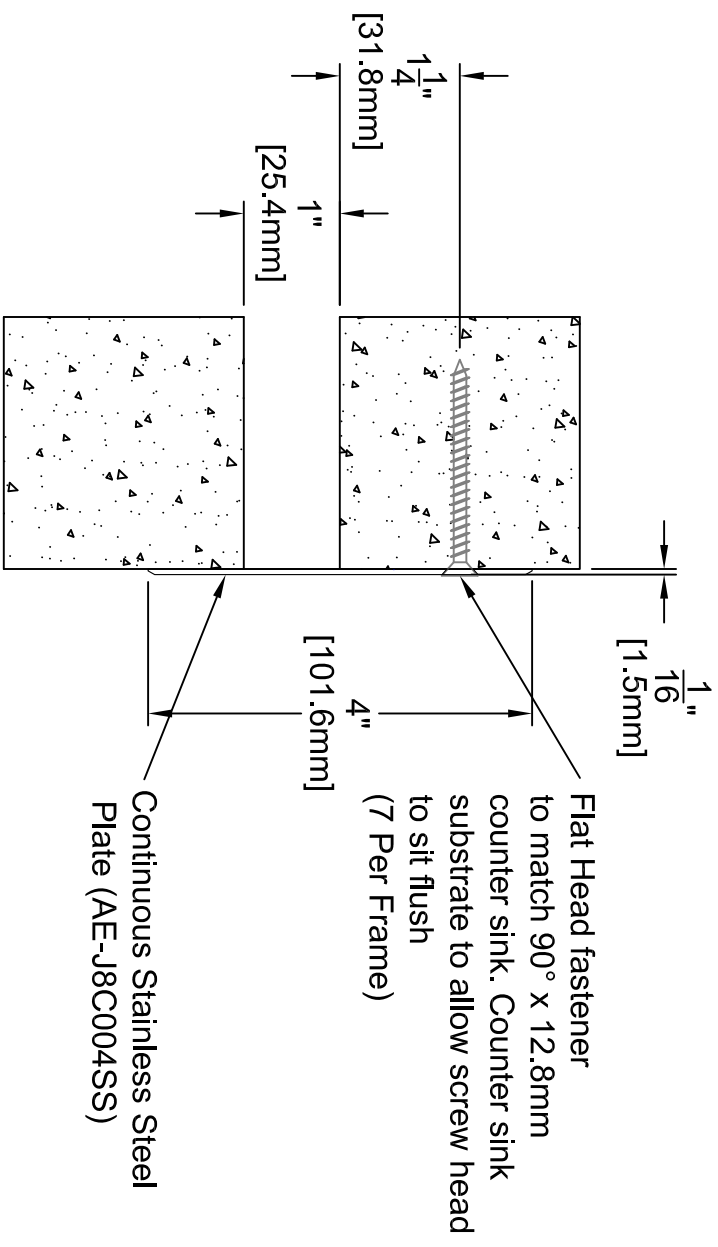 1/16"
[1.5mm]
Flat Head fastener
to match 90° x 12.8mm
counter sink. Counter sink
substrate to allow screw head
to sit flush
(7 Per Frame)
1 1/4"
[31.8mm]
1"
[25.4mm]
4"
[101.6mm]
Continuous Stainless Steel
Plate (AE-J8C004SS)